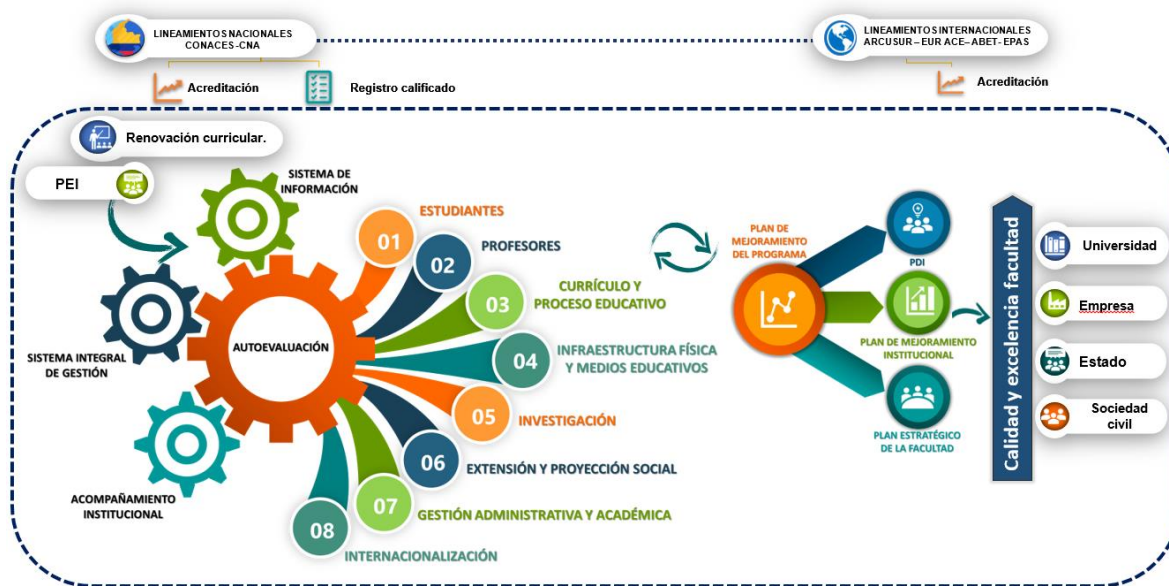 LINEAMIENTOS NACIONALES
CONACES-CNA
LINEAMIENTOS INTERNACIONALES
ARCUSUR – EUR ACE– ABET- EPAS
Acreditación
Registro calificado
Acreditación
Renovación curricular.
PEI
SISTEMA DE
INFORMACIÓN
SISTEMA INTEGRAL
DE GESTIÓN
ACOMPAÑAMIENTO
INSTITUCIONAL
AUTOEVALUACIÓN
01
ESTUDIANTES
02
PROFESORES
03
CURRÍCULO Y
PROCESO EDUCATIVO
04
INFRAESTRUCTURA FÍSICA
Y MEDIOS EDUCATIVOS
05
INVESTIGACIÓN
06
EXTENSIÓN Y PROYECCIÓN SOCIAL
07
GESTIÓN ADMINISTRATIVA Y ACADÉMICA
08
INTERNACIONALIZACIÓN
PLAN DE
MEJORAMIENTO
DEL PROGRAMA
PDI
PLAN DE MEJORAMIENTO
INSTITUCIONAL
PLAN ESTRATÉGICO
DE LA FACULTAD
Calidad y excelencia facultad
Universidad
Empresa
Estado
Sociedad
civil